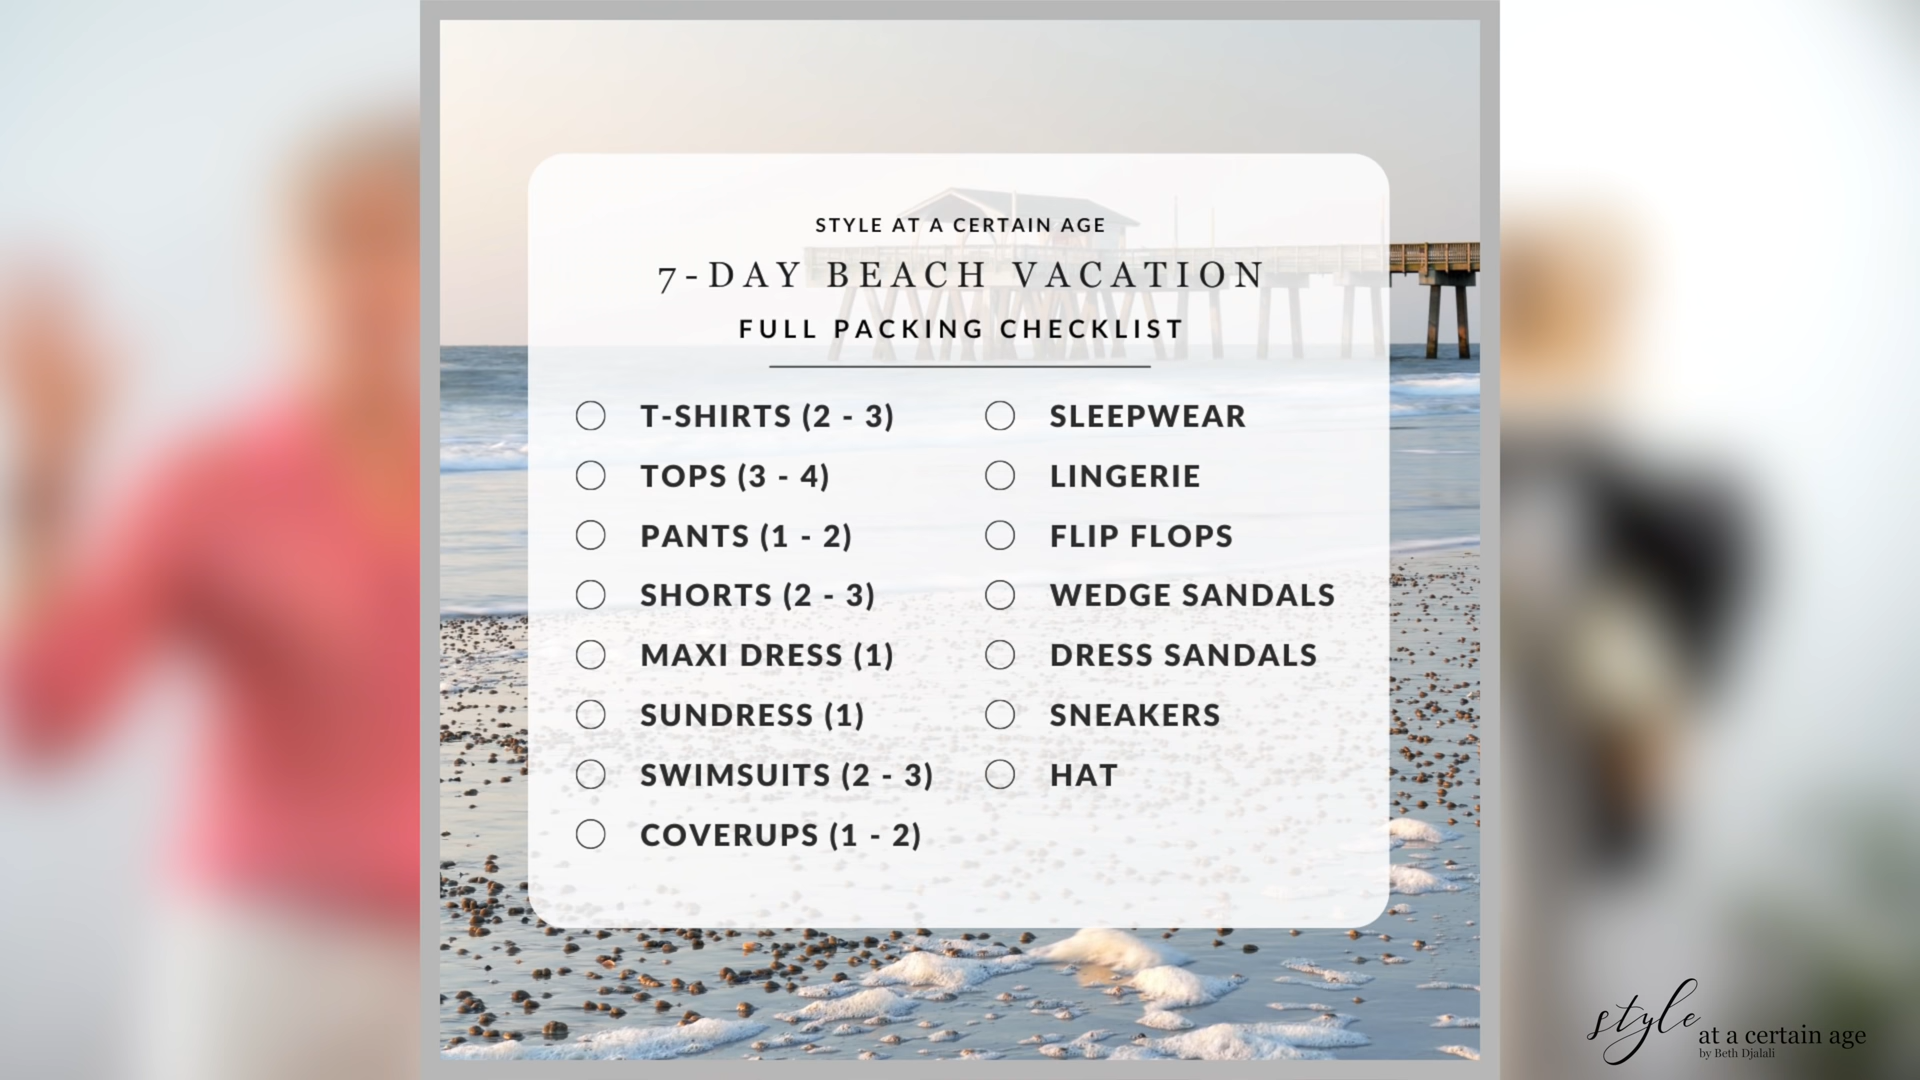 STYLE AT A CERTAIN AGE
7-DAY BEACH VACATION
FULL PACKING CHECKLIST
T-SHIRTS (2 - 3)
TOPS (3 - 4)
PANTS (1 - 2)
SHORTS (2 - 3)
MAXI DRESS (1)
SUNDRESS (1)
SWIMSUITS (2 - 3)
COVERUPS (1 - 2)
SLEEPWEAR
LINGERIE
FLIP FLOPS
WEDGE SANDALS
DRESS SANDALS
SNEAKERS
HAT
style at a certain age
by Beth Djalali